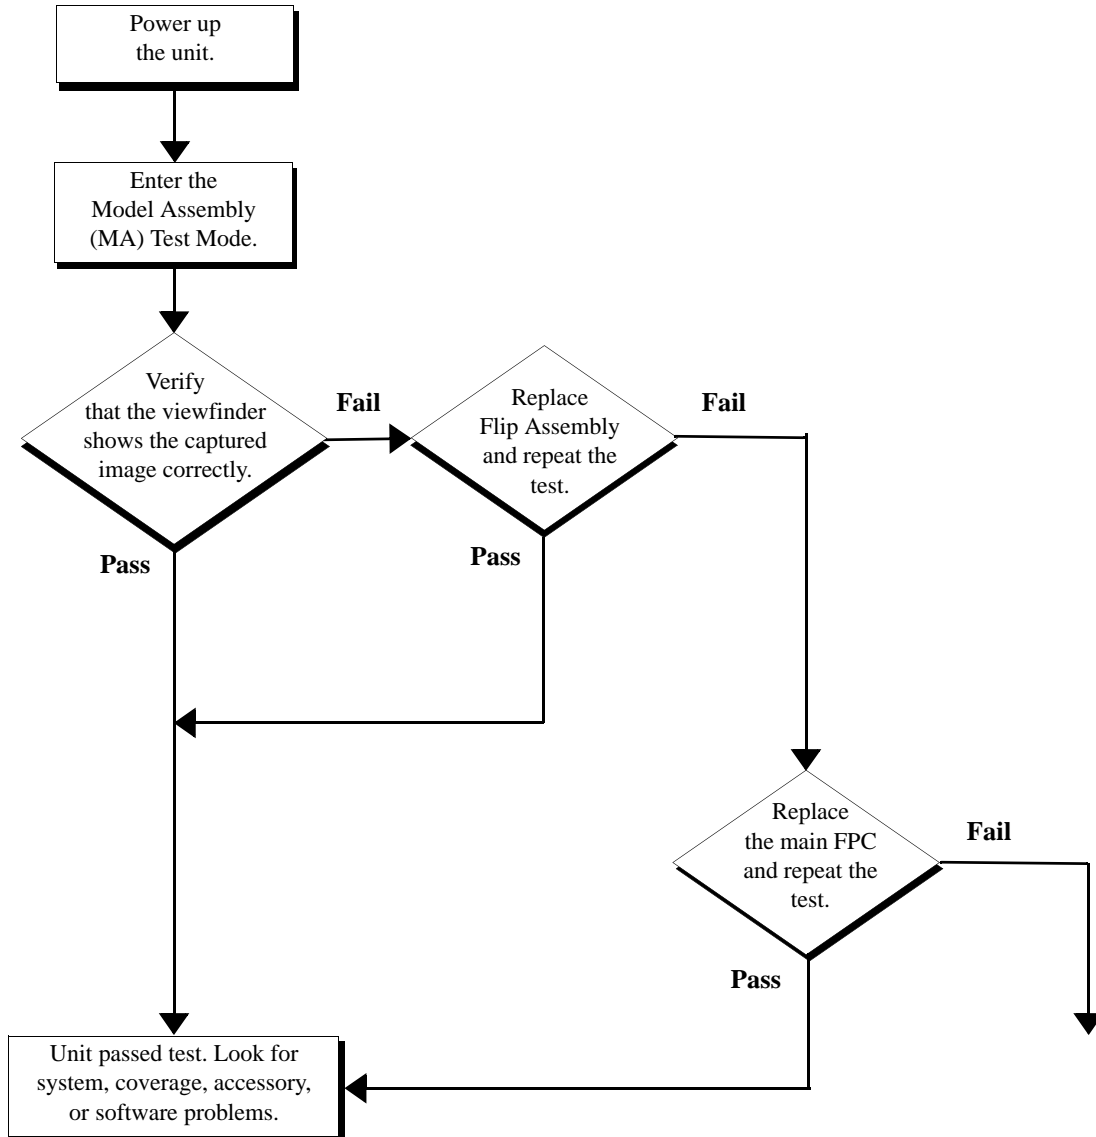 Power up
the unit.
Enter the
Model Assembly
(MA) Test Mode.
Verify
that the viewfinder
shows the captured
image correctly.
Fail
Replace
Flip Assembly
and repeat the
test.
Fail
Pass
Pass
Replace
the main FPC
and repeat the
test.
Fail
Pass
Unit passed test. Look for
system, coverage, accessory,
or software problems.